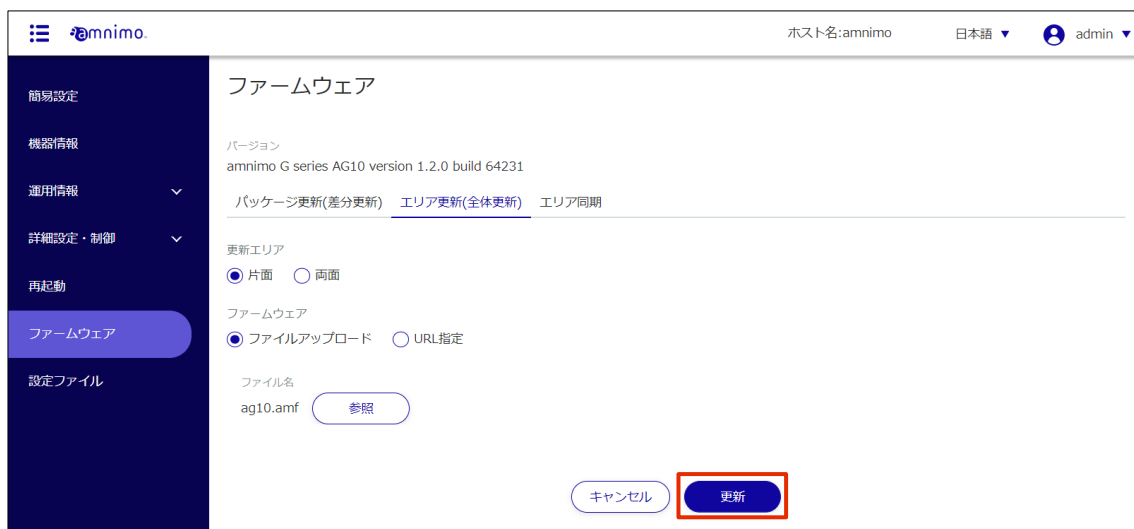 amnimo.
ホスト名:amnimo
日本語 ▼
admin ▼
簡易設定
機器情報
運用情報
詳細設定・制御
再起動
ファームウェア
設定ファイル
ファームウェア
バージョン
amnimo G series AG10 version 1.2.0 build 64231
パッケージ更新(差分更新) エリア更新(全体更新) エリア同期
更新エリア
片面 両面
ファームウェア
ファイルアップロード URL指定
ファイル名
ag10.amf 参照
キャンセル 更新